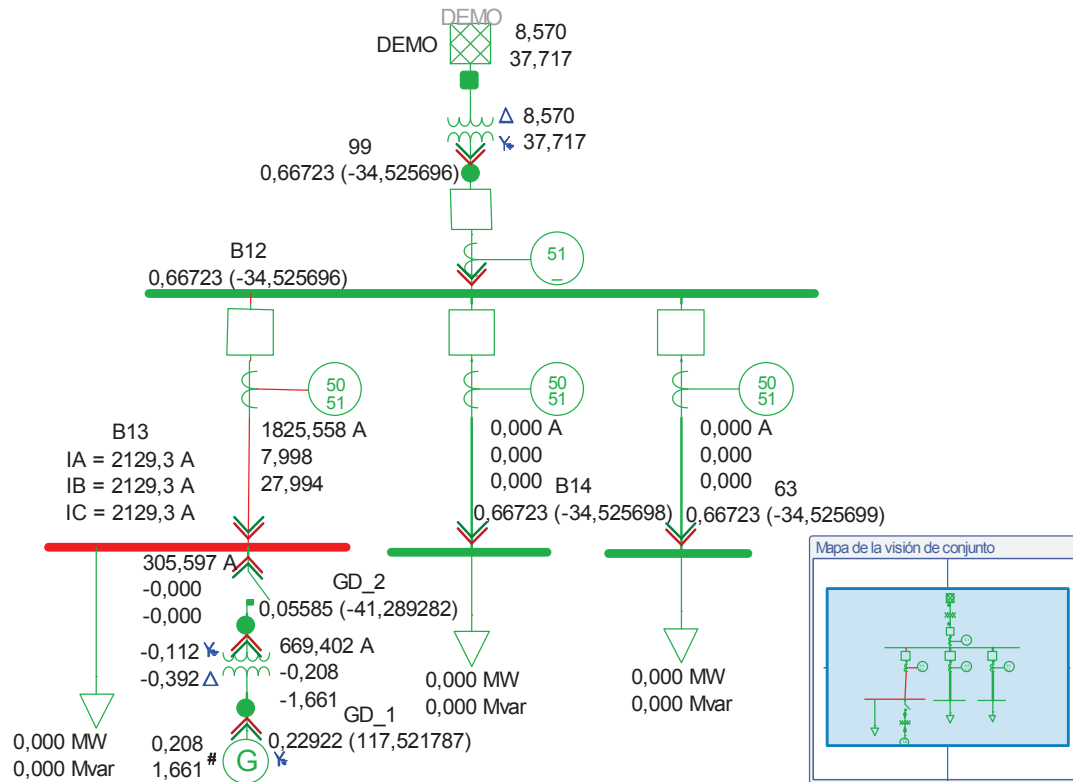 DEMO
DEMO
8,570
37,717
Δ 8,570
Y 37,717
99
0,66723 (-34,525696)
51
_
B12
0,66723 (-34,525696)
50
51
50
51
50
51
B13
IA = 2129,3 A
IB = 2129,3 A
IC = 2129,3 A
1825,558 A
7,998
27,994
0,000 A
0,000
0,000
B14
0,66723 (-34,525698)
0,000 A
0,000
0,000
63
0,66723 (-34,525699)
305,597 A
-0,000
-0,000
GD_2
0,05585 (-41,289282)
-0,112 Y
-0,392 Δ
669,402 A
-0,208
-1,661
GD_1
0,22922 (117,521787)
0,208
1,661
#
G
Y
0,000 MW
0,000 Mvar
0,000 MW
0,000 Mvar
0,000 MW
0,000 Mvar
Mapa de la visión de conjunto